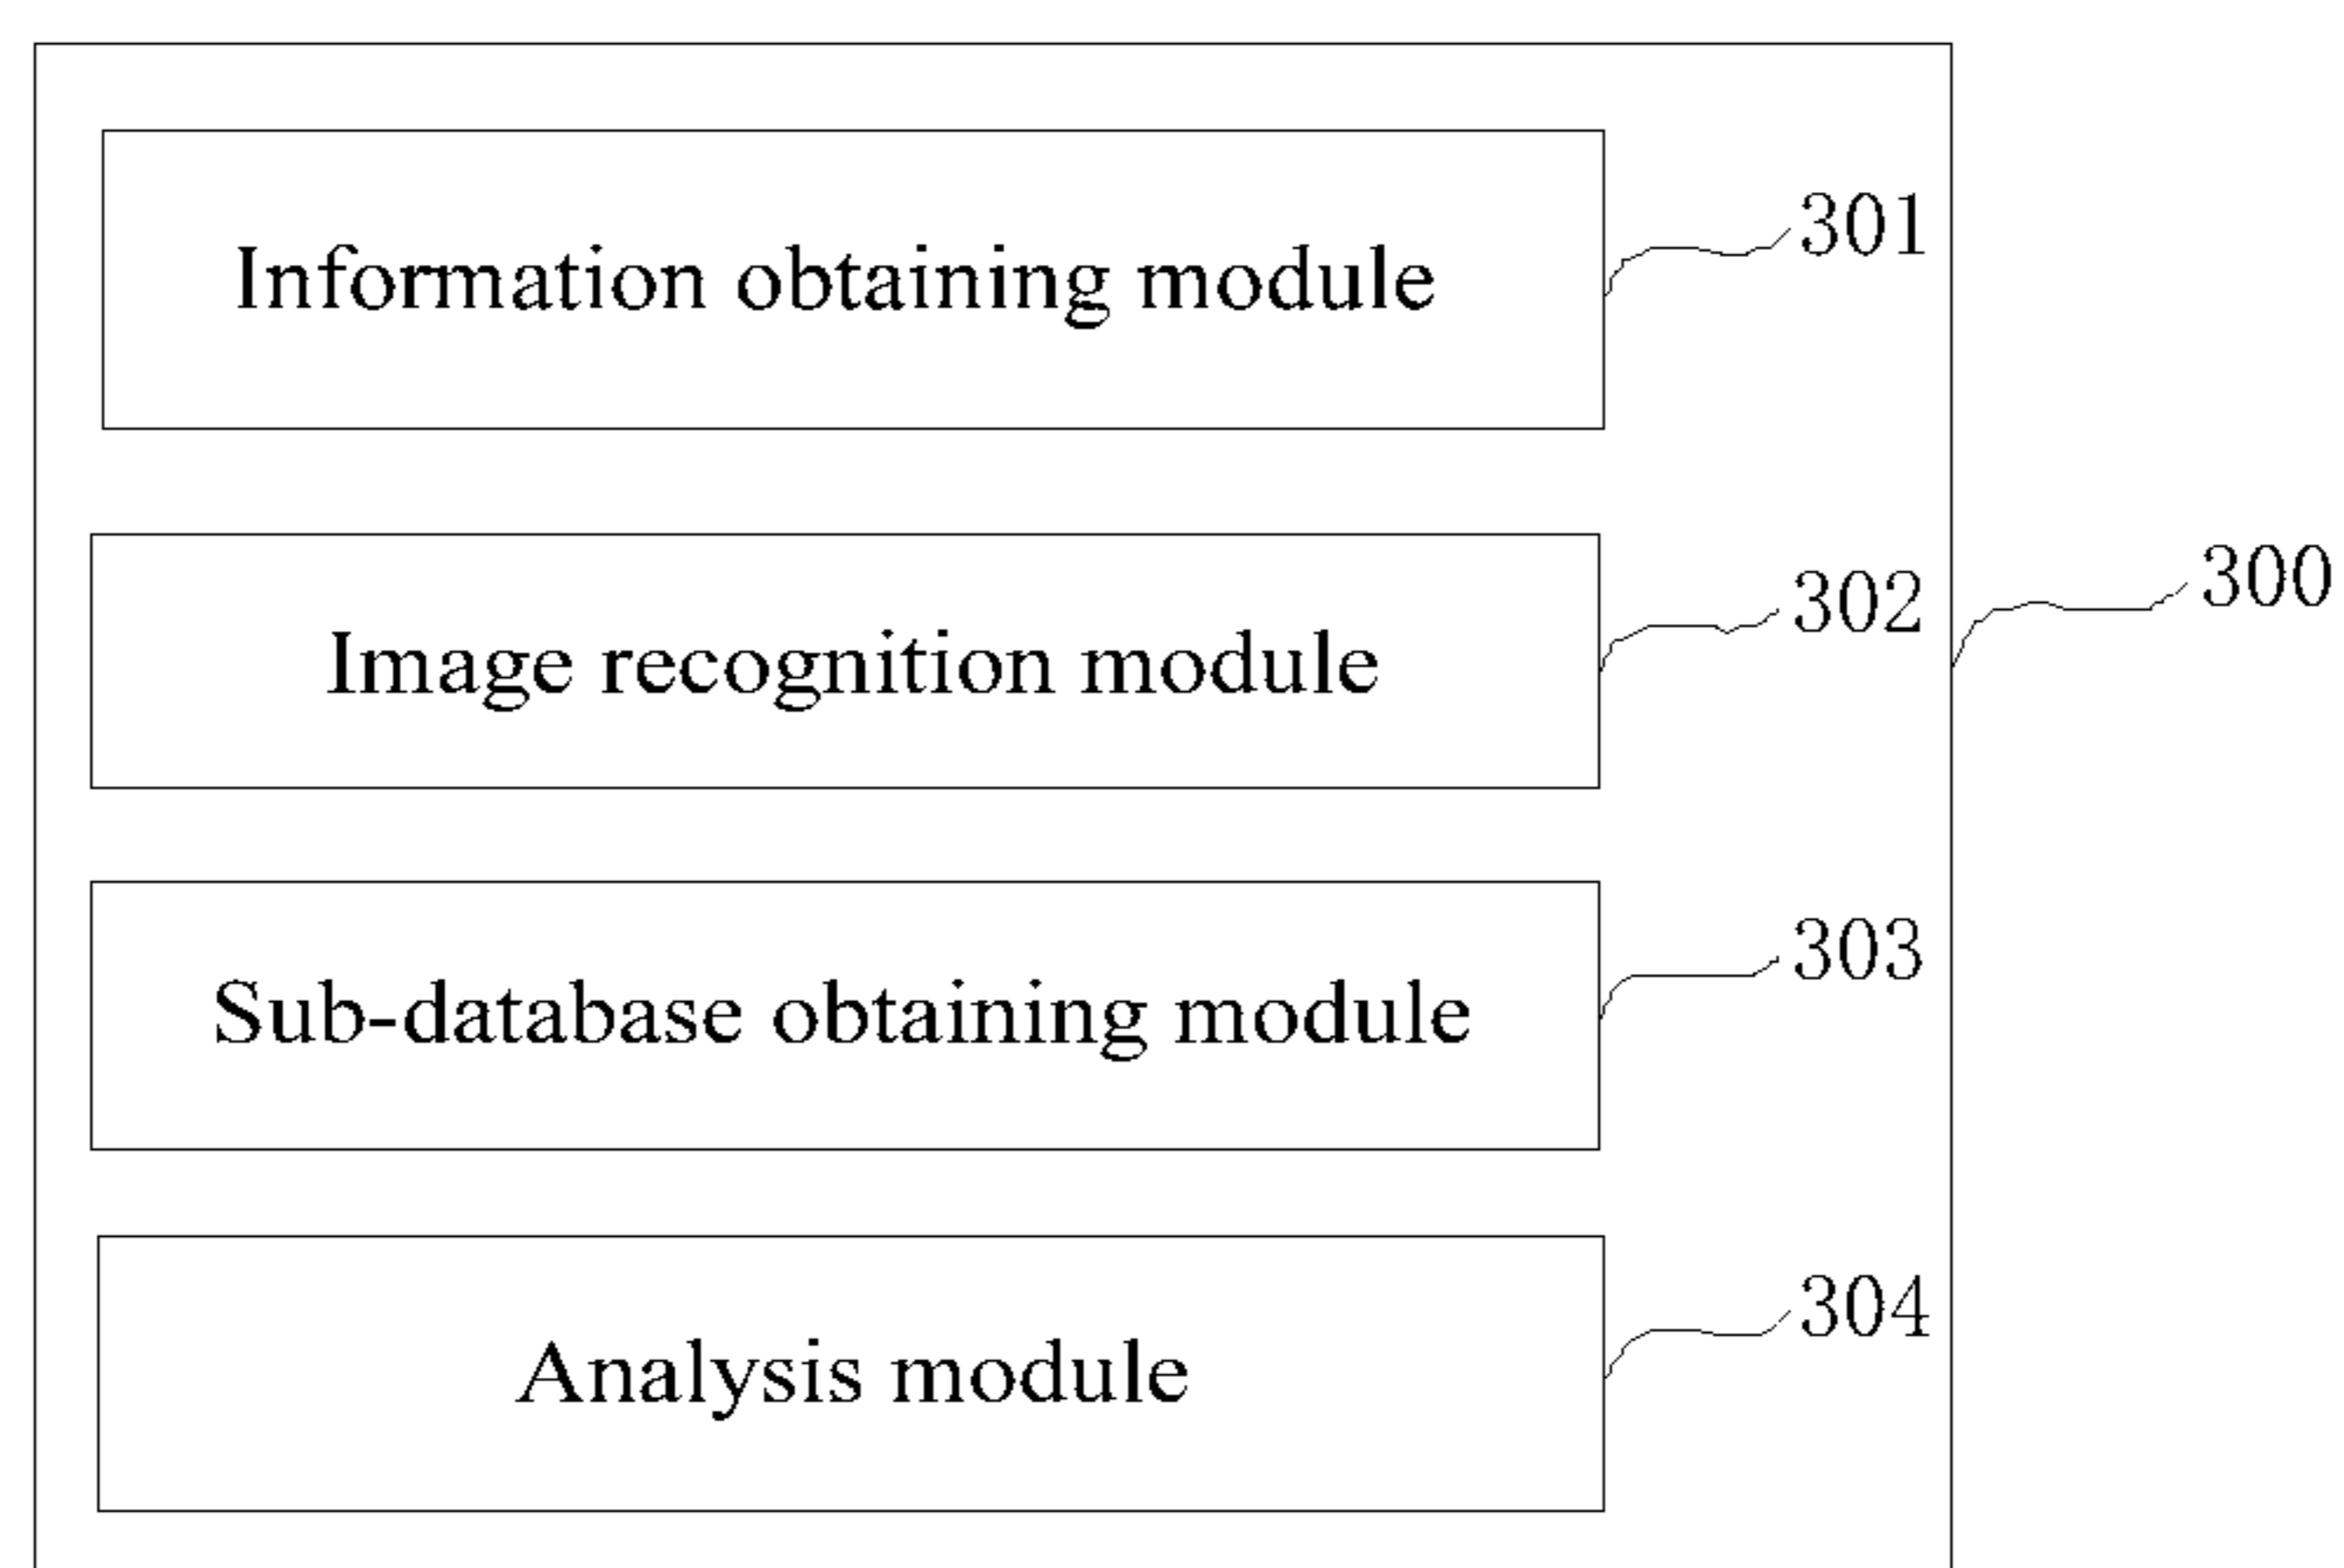 Information obtaining module
301
Image recognition module
302
300
Sub-database obtaining module
303
Analysis module
304